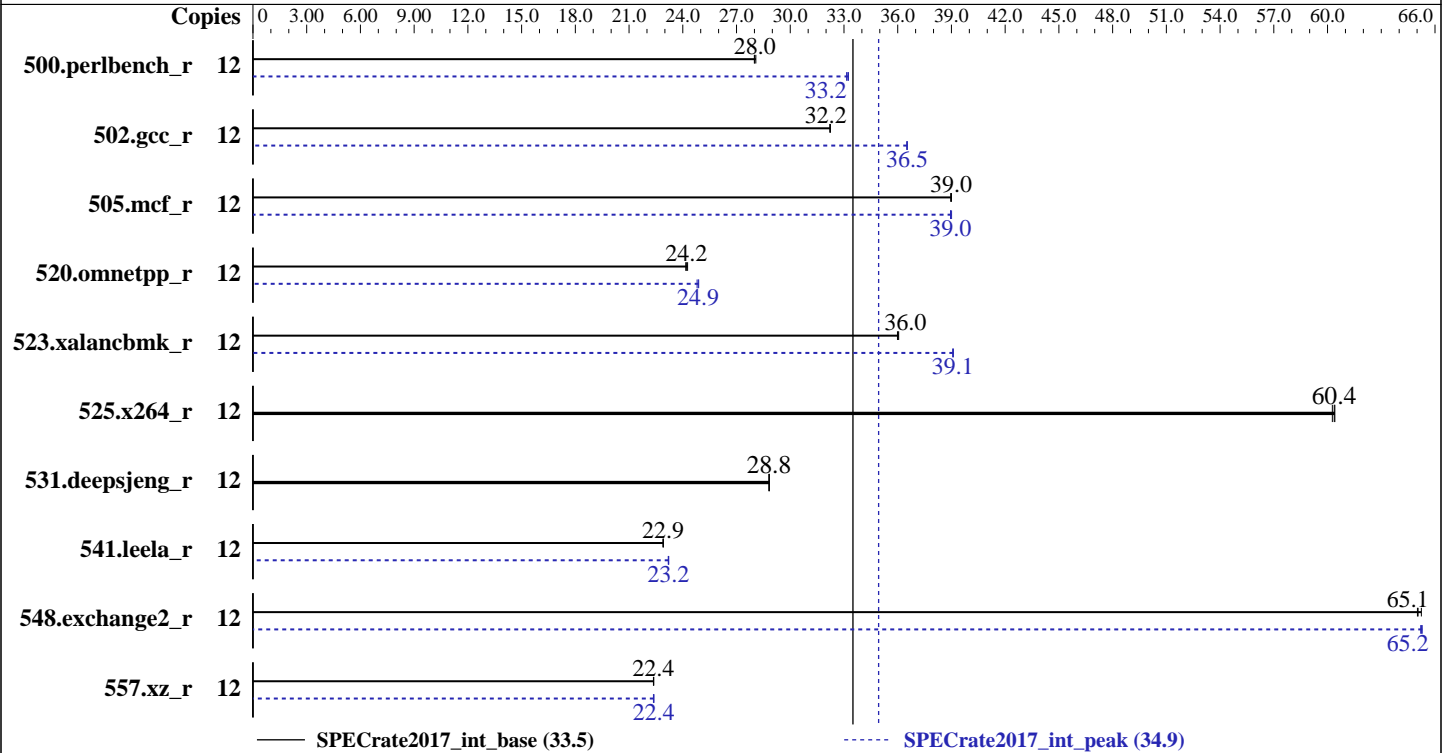 Copies 0 3.00 6.00 9.00 12.0 15.0 18.0 21.0 24.0 27.0 30.0 33.0 36.0 39.0 42.0 45.0 48.0 51.0 54.0 57.0 60.0 66.0
28.0
500.perlbench_r 12
33.2
32.2
502.gcc_r 12
36.5
39.0
505.mcf_r 12
39.0
24.2
520.omnetpp_r 12
24.9
36.0
523.xalancbmk_r 12
39.1
60.4
525.x264_r 12
28.8
531.deepsjeng_r 12
22.9
541.leela_r 12
23.2
65.1
548.exchange2_r 12
65.2
22.4
557.xz_r 12
22.4
SPECrate2017_int_base (33.5) SPECrate2017_int_peak (34.9)